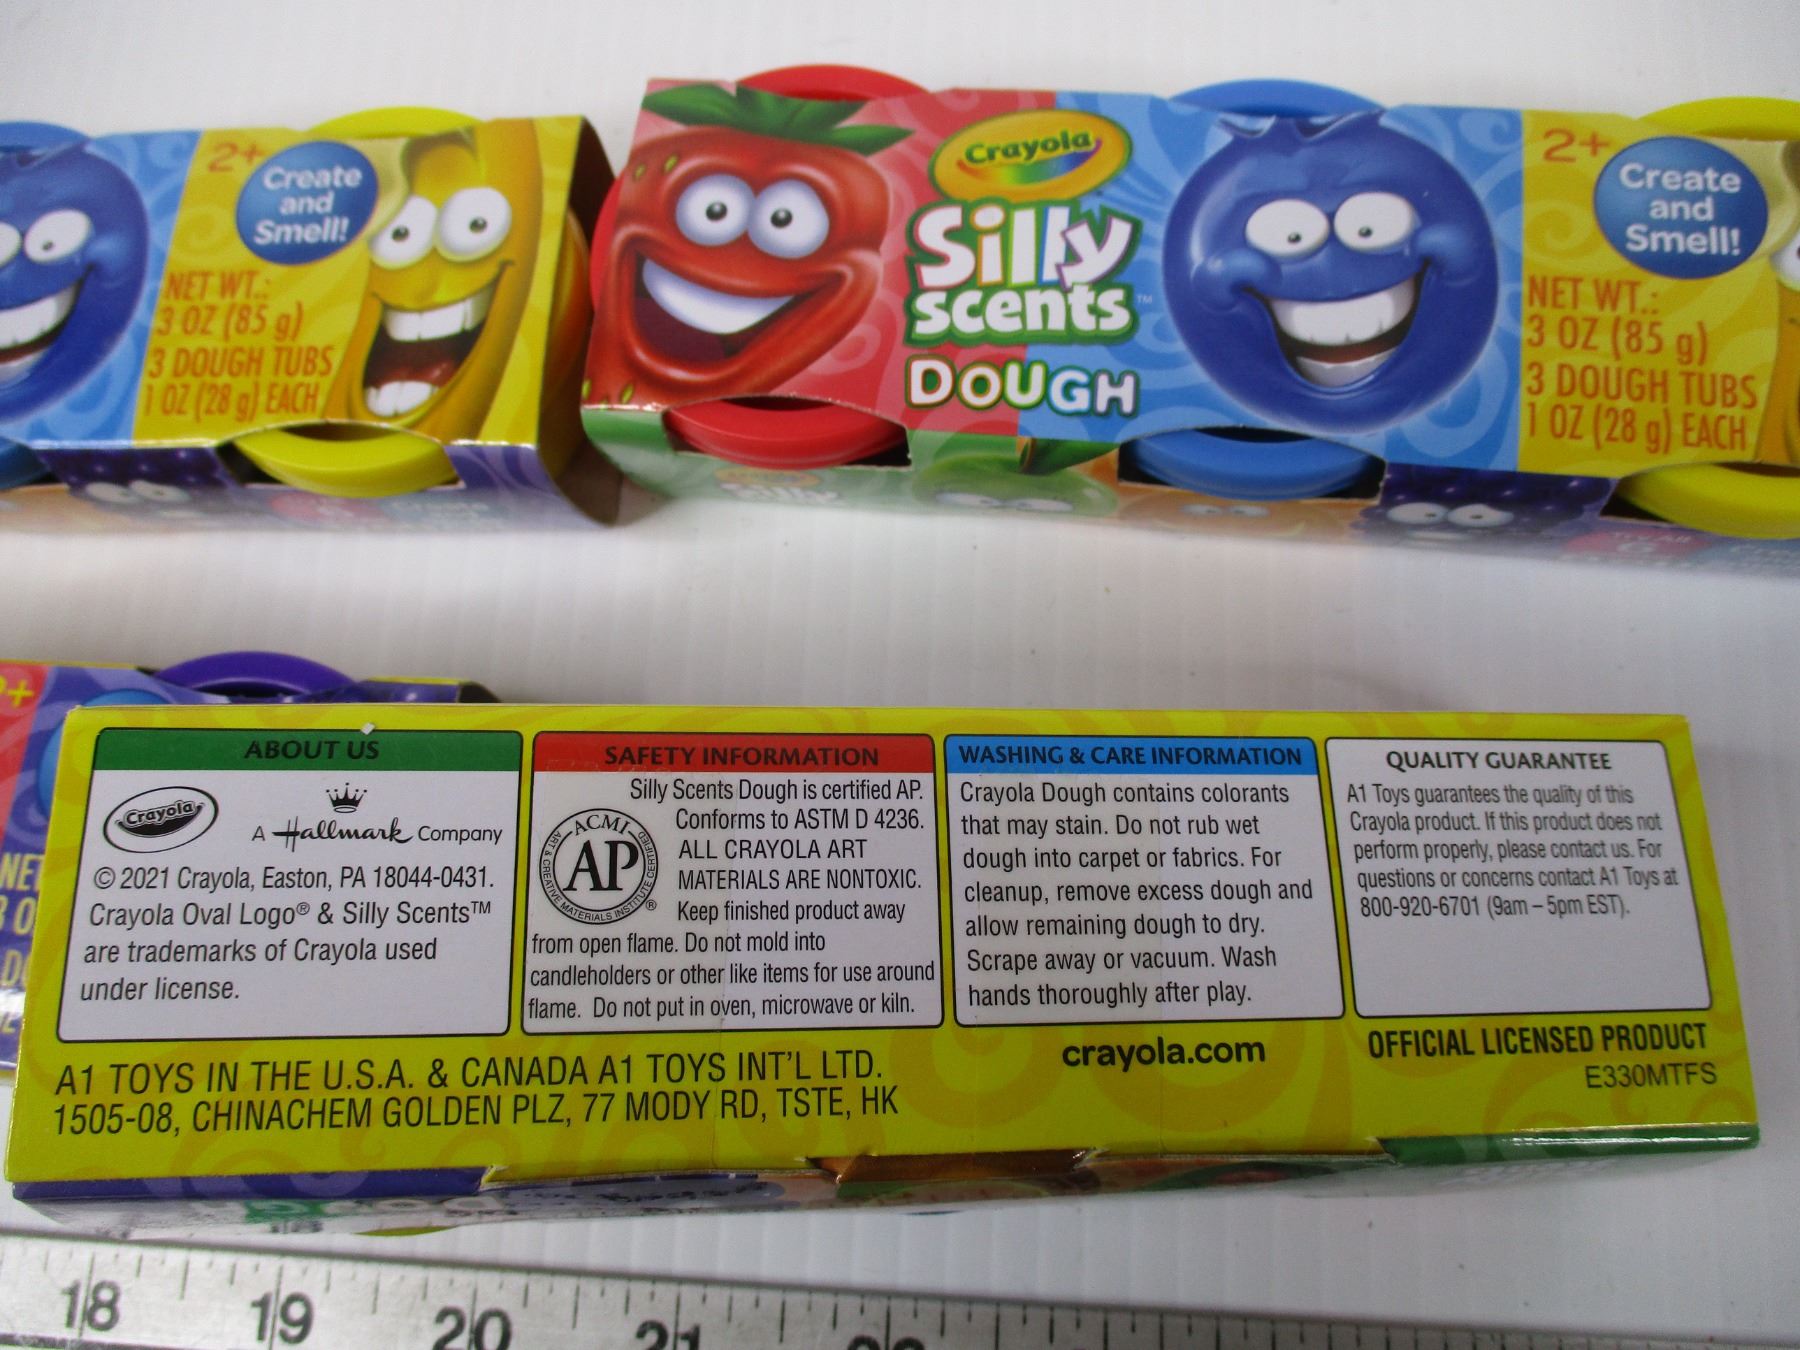 2+
Create
and
Smell!
NET WT.:
3 OZ (85 g)
3 DOUGH TUBS
1 OZ (28 g) EACH
Crayola
Silly
scents™
DOUGH
2+
Create
and
Smell!
NET WT.:
3 OZ (85 g)
3 DOUGH TUBS
1 OZ (28 g) EACH
ABOUT US
Crayola
A Hallmark Company
© 2021 Crayola, Easton, PA 18044-0431.
Crayola Oval Logo® & Silly Scents™
are trademarks of Crayola used
under license.
SAFETY INFORMATION
Silly Scents Dough is certified AP.
Conforms to ASTM D 4236.
ALL CRAYOLA ART
MATERIALS ARE NONTOXIC.
Keep finished product away
from open flame. Do not mold into
candleholders or other like items for use around
flame. Do not put in oven, microwave or kiln.
ACMI
AP
ART & CREATIVE MATERIALS INSTITUTE CERTIFIED
®
WASHING & CARE INFORMATION
Crayola Dough contains colorants
that may stain. Do not rub wet
dough into carpet or fabrics. For
cleanup, remove excess dough and
allow remaining dough to dry.
Scrape away or vacuum. Wash
hands thoroughly after play.
QUALITY GUARANTEE
A1 Toys guarantees the quality of this
Crayola product. If this product does not
perform properly, please contact us. For
questions or concerns contact A1 Toys at
800-920-6701 (9am – 5pm EST).
A1 TOYS IN THE U.S.A. & CANADA A1 TOYS INT'L LTD.
1505-08, CHINACHEM GOLDEN PLZ, 77 MODY RD, TSTE, HK
crayola.com
OFFICIAL LICENSED PRODUCT
E330MTFS
18 19 20 21